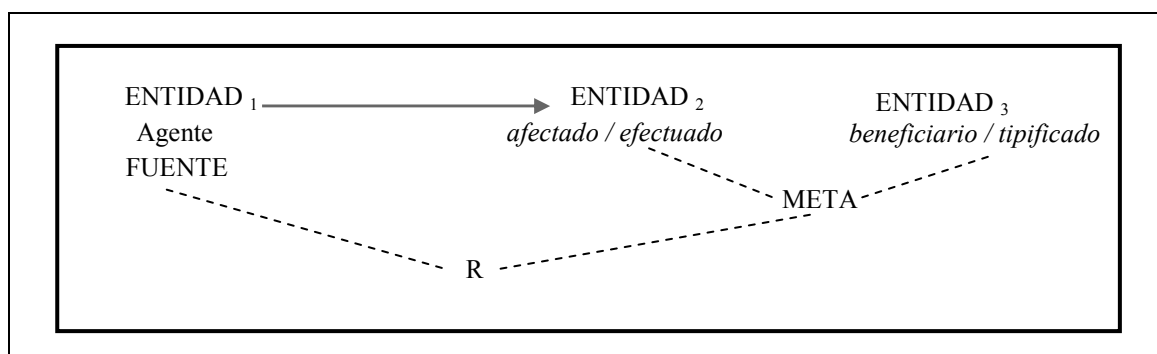 ENTIDAD 1 ENTIDAD 2 ENTIDAD 3
Agente afectado / efectuado beneficiario / tipificado
FUENTE
META
R